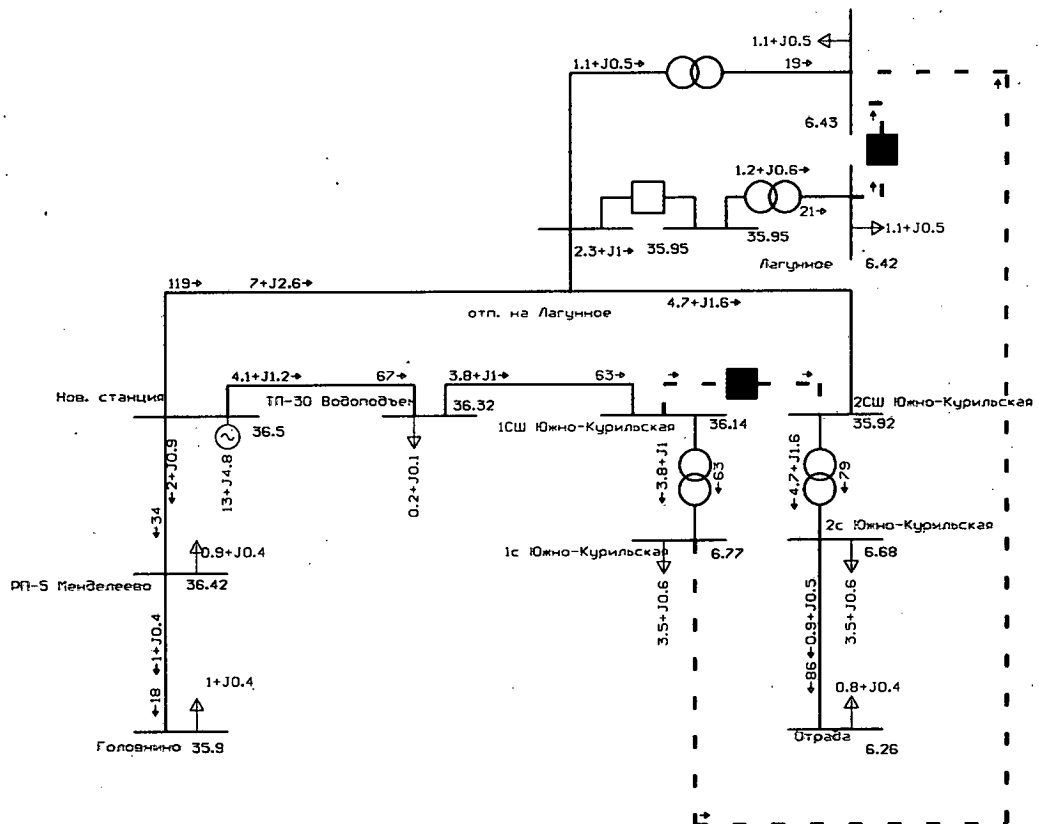 1.1+J0.5
1.1+J0.5→
19→
6.43
1.2+J0.6→
21→
1.1+J0.5
2.3+J1→
35.95
35.95
Лагунное
6.42
119→
7+J2.6→
4.7+J1.6→
отп. на Лагунное
4.1+J1.2→
67→
3.8+J1→
63→
Нов. станция
ТП-30 Водоподъем
36.5
36.32
1СШ Южно-Курильская
36.14
2СШ Южно-Курильская
35.92
←2+J0.9
13+J4.8
0.2+J0.1
←3.8+J1
←63
←4.7+J1.6
←79
←34
0.9+J0.4
РП-5 Менделеево
36.42
1с Южно-Курильская
6.77
2с Южно-Курильская
6.68
3.5+J0.6
←0.9+J0.5
3.5+J0.6
←1+J0.4
←18
1+J0.4
←86
0.8+J0.4
Головнино 35.9
Отрада
6.26